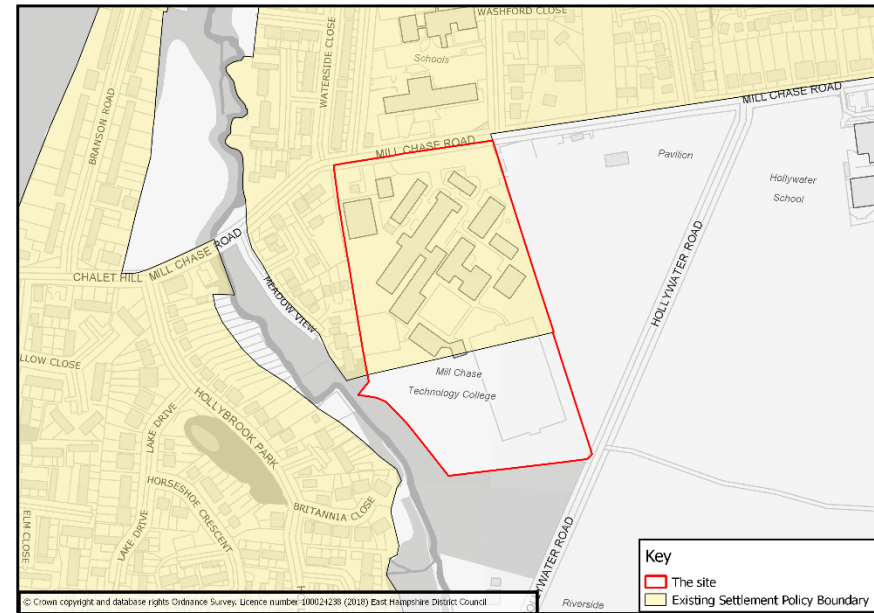 WASHFORD CLOSE
WATERSIDE CLOSE
Schools
BRANSON ROAD
MILL CHASE ROAD
MILL CHASE ROAD
Pavilion
Hollywater
School
CHALET HILL
MILL CHASE ROAD
MEADOW VIEW
HOLLYWATER ROAD
LLOW CLOSE
LAKE DRIVE
HOLLYBROOK PARK
Mill Chase
Technology College
HORSESHOE CRESCENT
BRITANNIA CLOSE
LAKE DRIVE
ELM CLOSE
OLLYWATER ROAD
Riverside
Key
The site
Existing Settlement Policy Boundary
© Crown copyright and database rights Ordnance Survey. Licence number 100024238 (2018) East Hampshire District Council